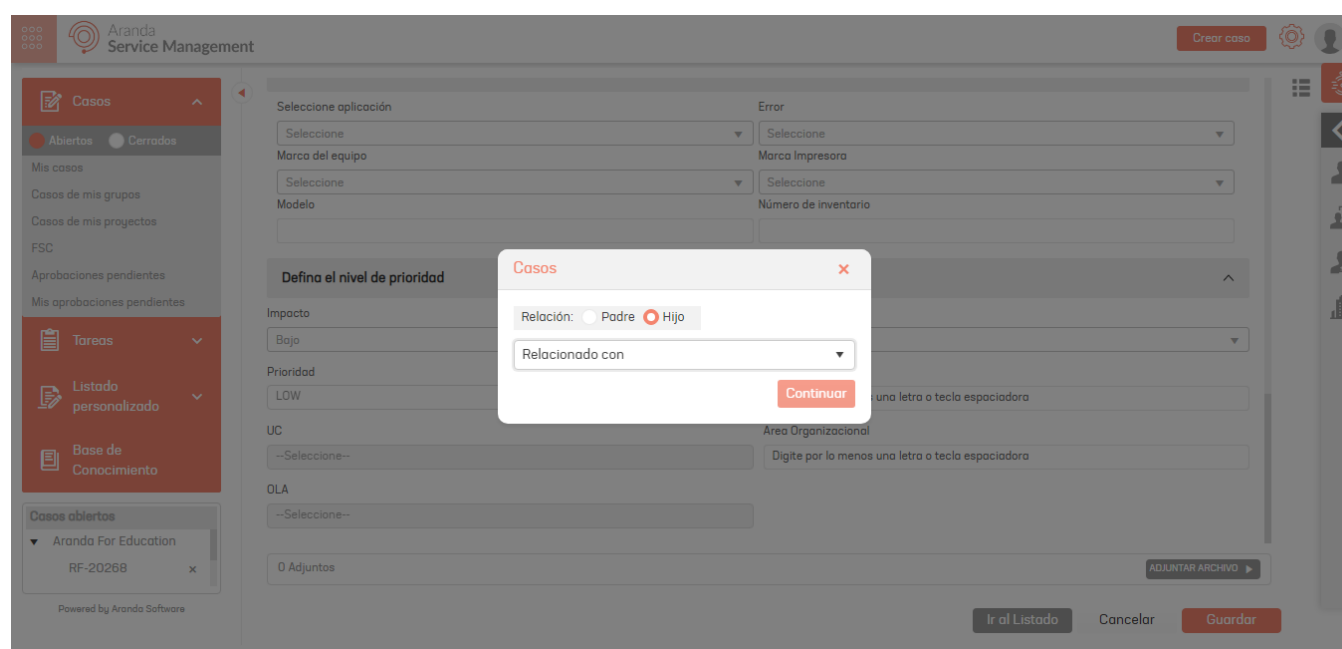 Aranda
Service Management
Crear caso
Casos
Abiertos Cerrados
Mis casos
Casos de mis grupos
Casos de mis proyectos
FSC
Aprobaciones pendientes
Mis aprobaciones pendientes
Tareas
Listado
personalizado
Base de
Conocimiento
Casos abiertos
Aranda For Education
RF-20268 ×
Powered by Aranda Software
Seleccione aplicación Error
Seleccione Seleccione
Marca del equipo Marca Impresora
Seleccione Seleccione
Modelo Número de inventario
Defina el nivel de prioridad
Impacto
Bajo
Prioridad
LOW una letra o tecla espaciadora
UC Area Organizacional
--Seleccione-- Digite por lo menos una letra o tecla espaciadora
OLA
--Seleccione--
0 Adjuntos ADJUNTAR ARCHIVO
Ir al Listado Cancelar Guardar
Casos ×
Relación: Padre Hijo
Relacionado con
Continuar